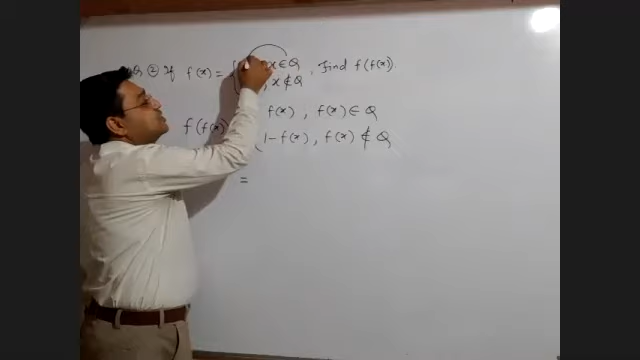 Q ② If f(x) = { x ∈ Q, find f(f(x))
, x ∉ Q
f(f(x)) f(x) , f(x) ∈ Q
1-f(x) , f(x) ∉ Q
=